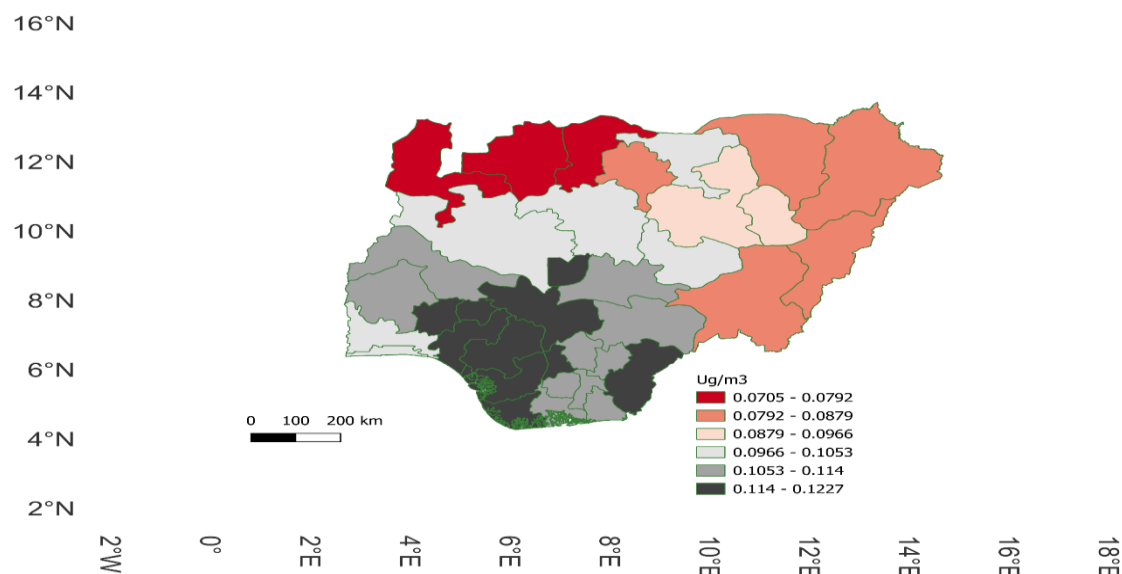 16°N
14°N
12°N
10°N
8°N
6°N
Ug/m3
0.0705 - 0.0792
0.0792 - 0.0879
0 100 200 km
0.0879 - 0.0966
4°N
0.0966 - 0.1053
0.1053 - 0.114
0.114 - 0.1227
2°N
2°W 0° 2°E 4°E 6°E 8°E 10°E 12°E 14°E 16°E 18°E